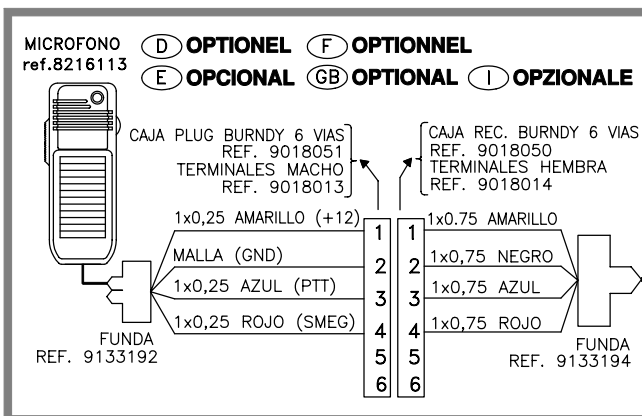 MICROFONO
ref.8216113
D OPTIONEL F OPTIONNEL
E OPCIONAL GB OPTIONAL I OPZIONALE
CAJA PLUG BURNDY 6 VIAS
REF. 9018051
TERMINALES MACHO
REF. 9018013
CAJA REC. BURNDY 6 VIAS
REF. 9018050
TERMINALES HEMBRA
REF. 9018014
1x0,25 AMARILLO (+12) 1 1 1x0.75 AMARILLO
MALLA (GND) 2 2 1x0,75 NEGRO
1x0,25 AZUL (PTT) 3 3 1x0,75 AZUL
1x0,25 ROJO (SMEG) 4 4 1x0,75 ROJO
5 5
6 6
FUNDA
REF. 9133192
FUNDA
REF. 9133194